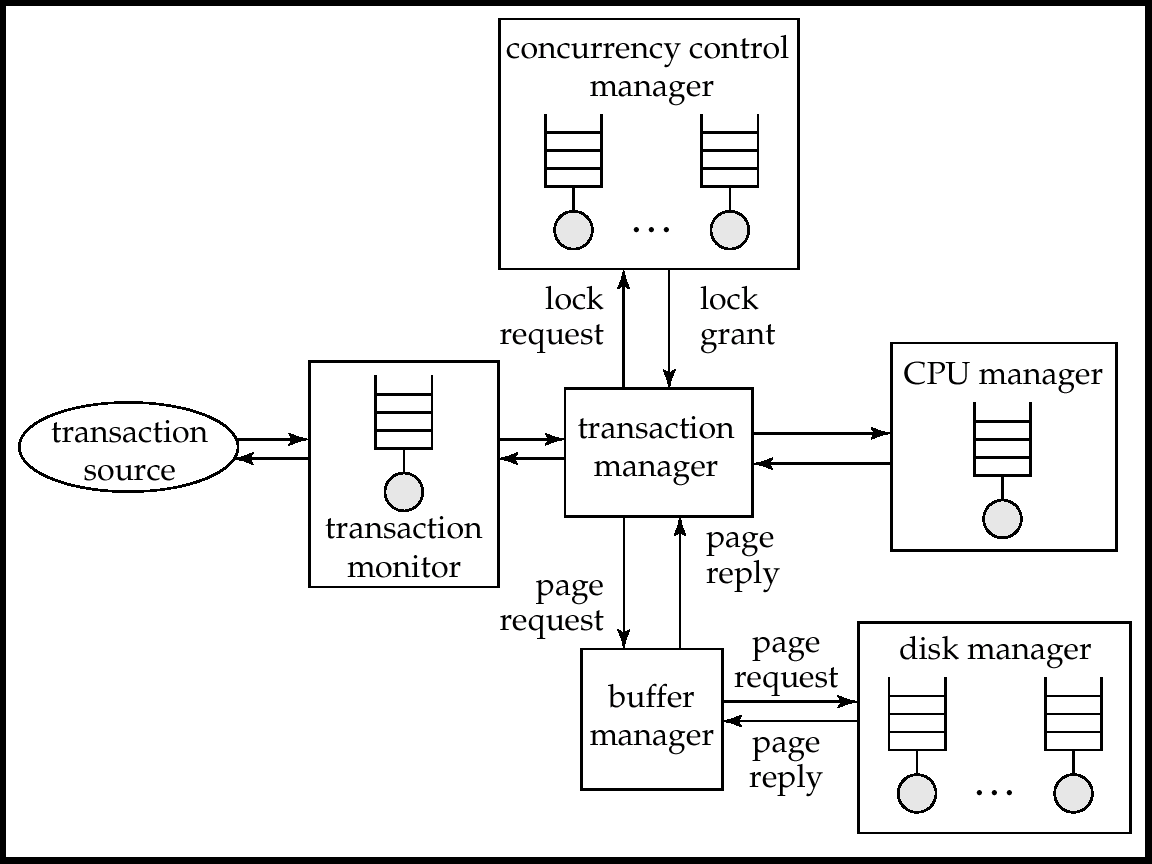 concurrency control
manager
...
lock
request
lock
grant
CPU manager
transaction
source
transaction
manager
transaction
monitor
page
reply
page
request
page
request
disk manager
buffer
manager
page
reply
...